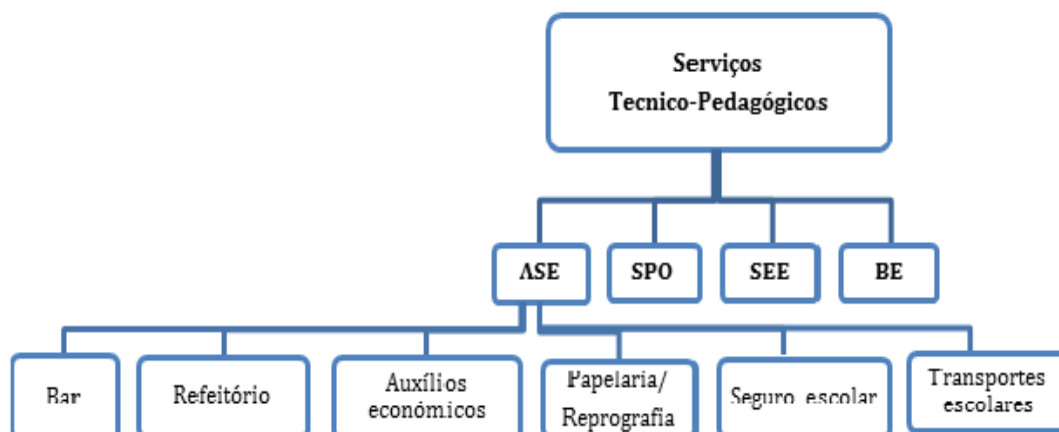 Serviços
Tecnico-Pedagógicos
ASE
SPO
SEE
BE
Bar
Refeitório
Auxílios
económicos
Papelaria/
Reprografia
Seguro escolar
Transportes
escolares